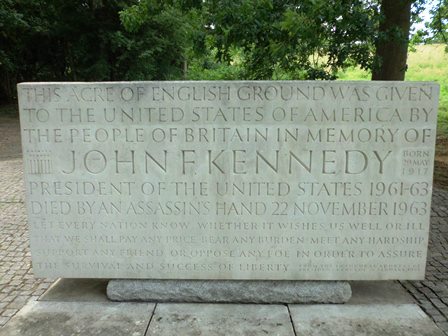 THIS ACRE OF ENGLISH GROUND WAS GIVEN
TO THE UNITED STATES OF AMERICA BY
THE PEOPLE OF BRITAIN IN MEMORY OF
JOHN F. KENNEDY
BORN
29 MAY
1917
PRESIDENT OF THE UNITED STATES 1961-63
DIED BY AN ASSASSIN'S HAND 22 NOVEMBER 1963
LET EVERY NATION KNOW, WHETHER IT WISHES US WELL OR ILL
THAT WE SHALL PAY ANY PRICE, BEAR ANY BURDEN, MEET ANY HARDSHIP
SUPPORT ANY FRIEND OR OPPOSE ANY FOE IN ORDER TO ASSURE
THE SURVIVAL AND SUCCESS OF LIBERTY